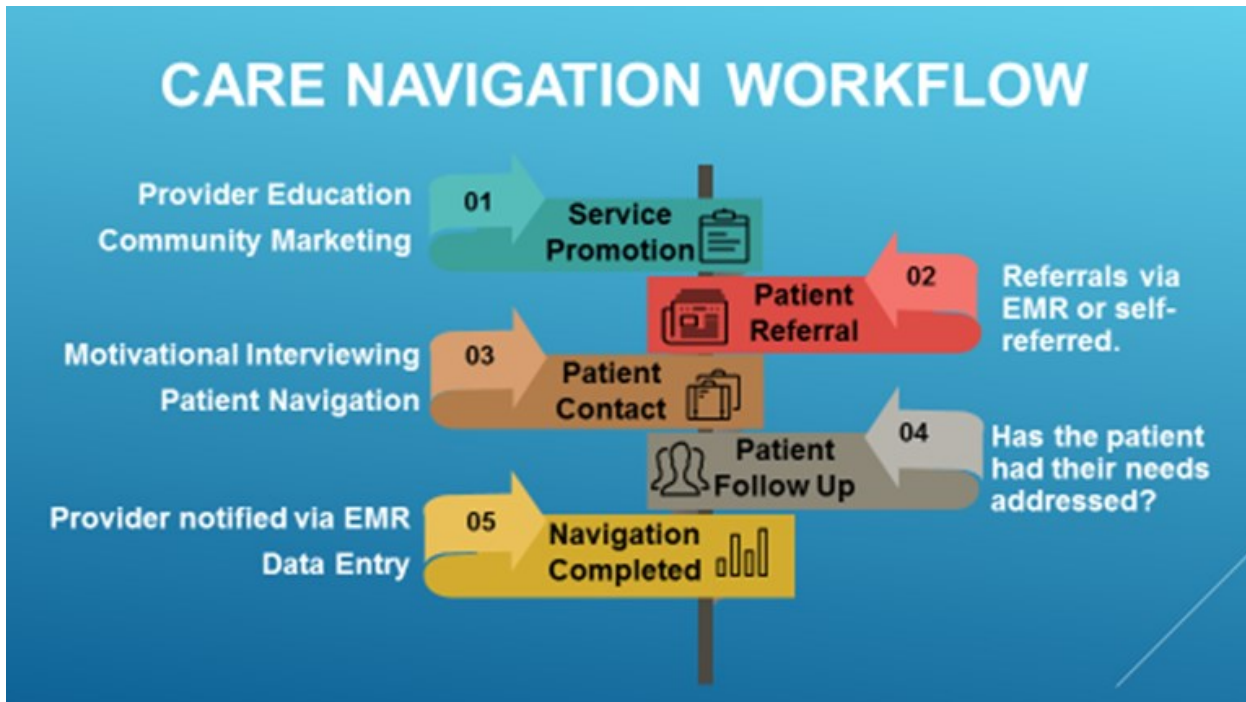 CARE NAVIGATION WORKFLOW
Provider Education
Community Marketing
01
Service
Promotion
02
Patient
Referral
Referrals via
EMR or self-
referred.
Motivational Interviewing
Patient Navigation
03
Patient
Contact
04
Patient
Follow Up
Has the patient
had their needs
addressed?
Provider notified via EMR
Data Entry
05
Navigation
Completed